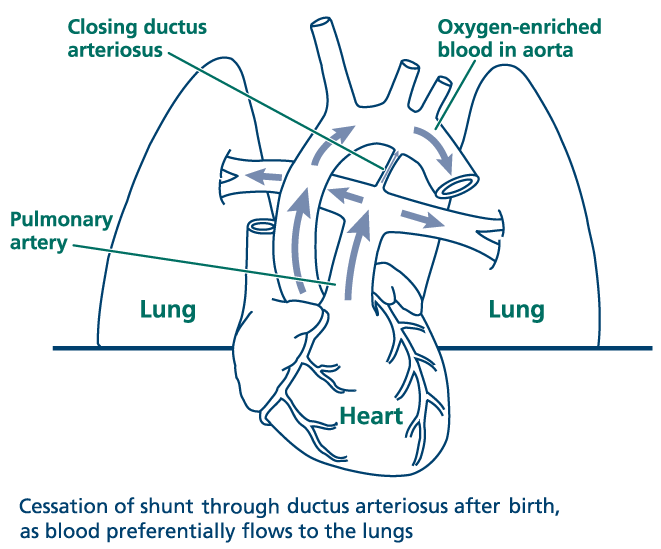 Closing ductus
arteriosus
Oxygen-enriched
blood in aorta
Pulmonary
artery
Lung
Lung
Heart
Cessation of shunt through ductus arteriosus after birth,
as blood preferentially flows to the lungs